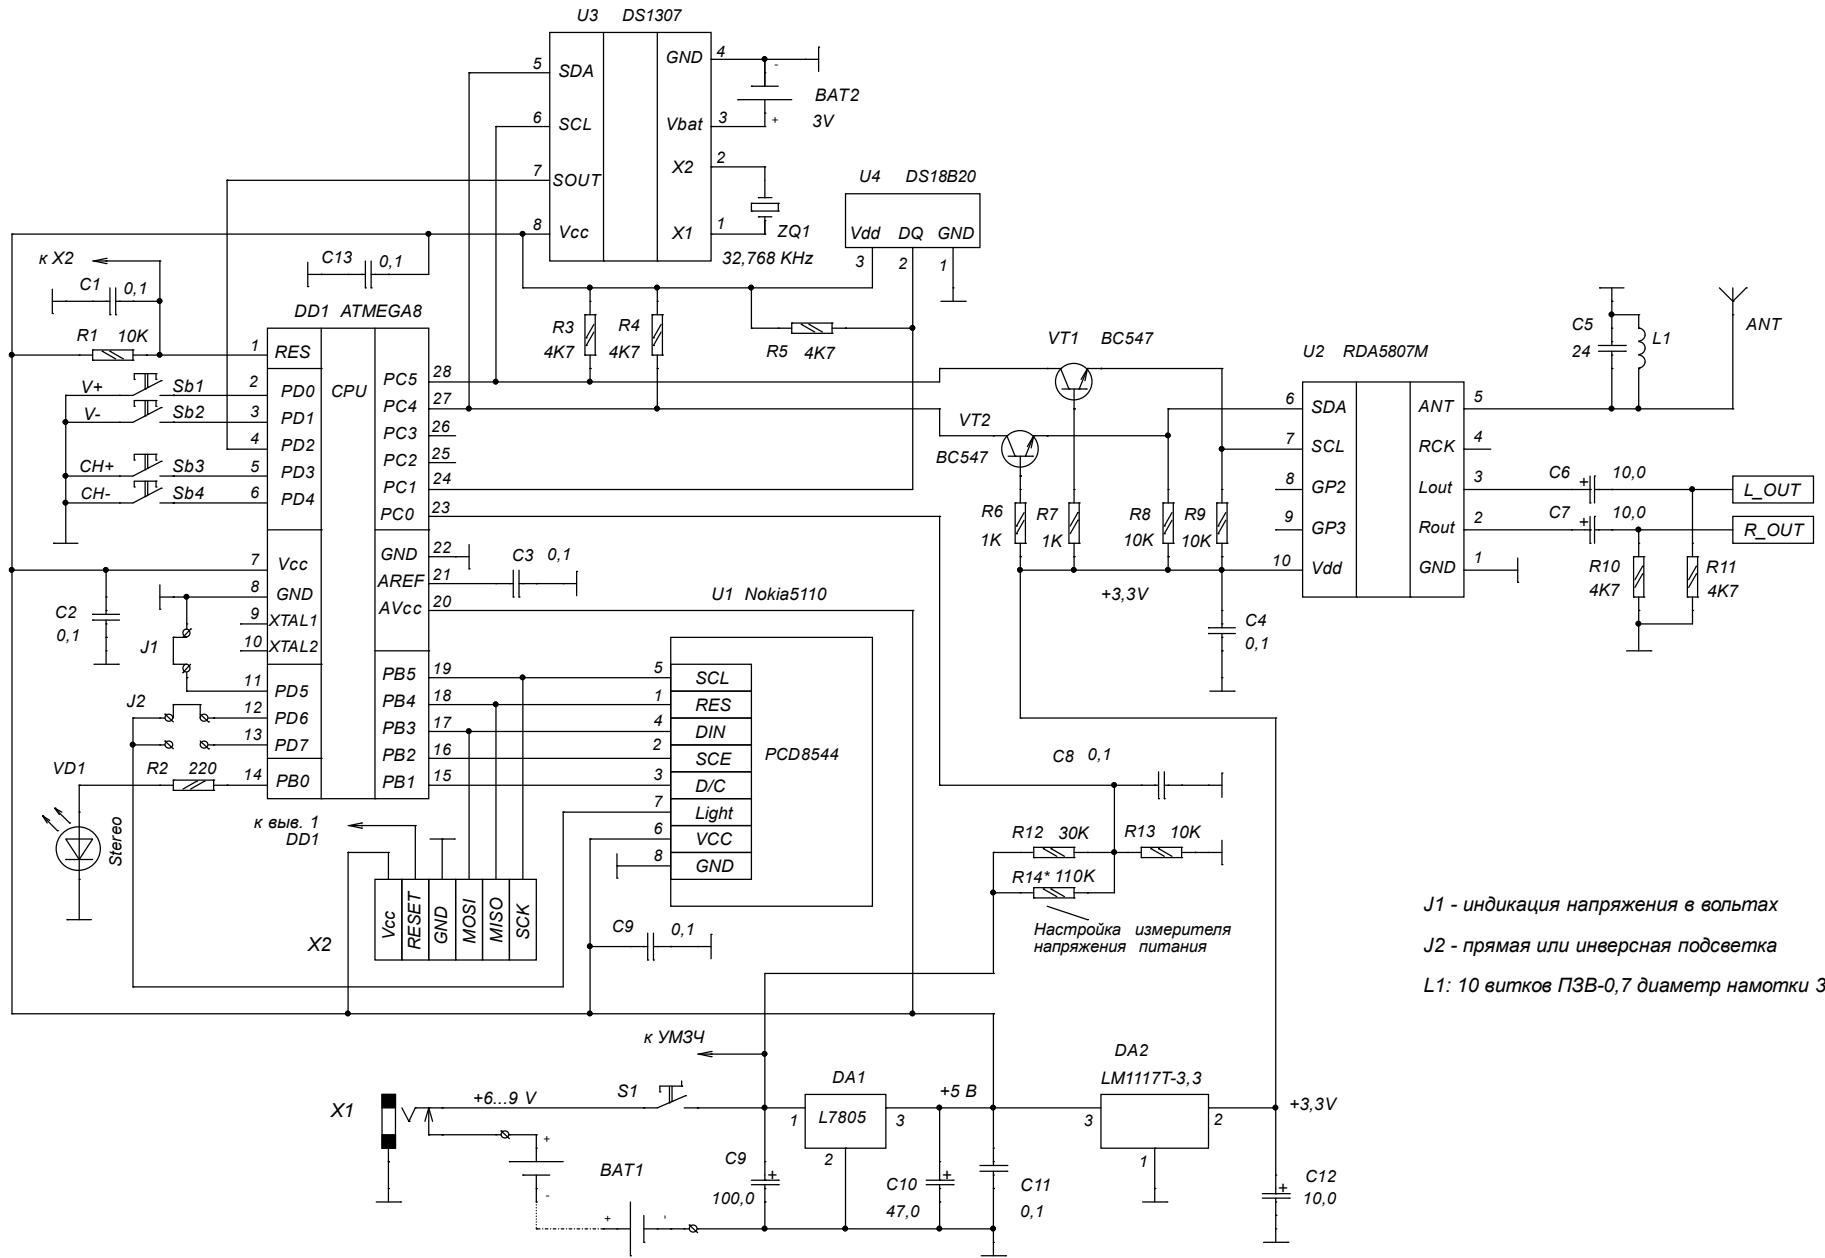 U3 DS1307
5 SDA
6 SCL
7 SOUT
8 Vcc
GND 4
Vbat 3
X2 2
X1 1
-
BAT2
+ 3V
ZQ1
32,768 KHz
U4 DS18B20
Vdd DQ GND
3 2 1
к X2
C1 0,1
C13 0,1
R1 10K
DD1 ATMEGA8
CPU
1 RES
V+ Sb1 2 PD0
V- Sb2 3 PD1
4 PD2
CH+ Sb3 5 PD3
CH- Sb4 6 PD4
7 Vcc
8 GND
9 XTAL1
10 XTAL2
11 PD5
12 PD6
13 PD7
14 PB0
PC5 28
PC4 27
PC3 26
PC2 25
PC1 24
PC0 23
GND 22
AREF 21
AVcc 20
PB5 19
PB4 18
PB3 17
PB2 16
PB1 15
R3
4K7
R4
4K7
R5 4K7
C3 0,1
C2
0,1
J1
J2
VD1
R2 220
Stereo
VT1 BC547
VT2
BC547
R6
1K
R7
1K
R8
10K
R9
10K
+3,3V
C4
0,1
U2 RDA5807M
6 SDA
7 SCL
8 GP2
9 GP3
10 Vdd
ANT 5
RCK 4
Lout 3
Rout 2
GND 1
C5
24
L1
ANT
C6 + 10,0
L_OUT
C7 + 10,0
R_OUT
R10
4K7
R11
4K7
U1 Nokia5110
5 SCL
1 RES
4 DIN
2 SCE
3 D/C
7 Light
6 VCC
8 GND
PCD8544
к выв. 1
DD1
X2
Vcc
RESET
GND
MOSI
MISO
SCK
C9 0,1
C8 0,1
R12 30K
R13 10K
R14* 110K
Настройка измерителя
напряжения питания
J1 - индикация напряжения в вольтах
J2 - прямая или инверсная подсветка
L1: 10 витков ПЗВ-0,7 диаметр намотки 3
к УМЗЧ
X1
+6...9 V
S1
+
-
BAT1
+
-
DA1
L7805
1 3
2
+5 В
C9
100,0
+
C10
47,0
+
C11
0,1
DA2
LM1117T-3,3
3 2
1
+3,3V
+
C12
10,0